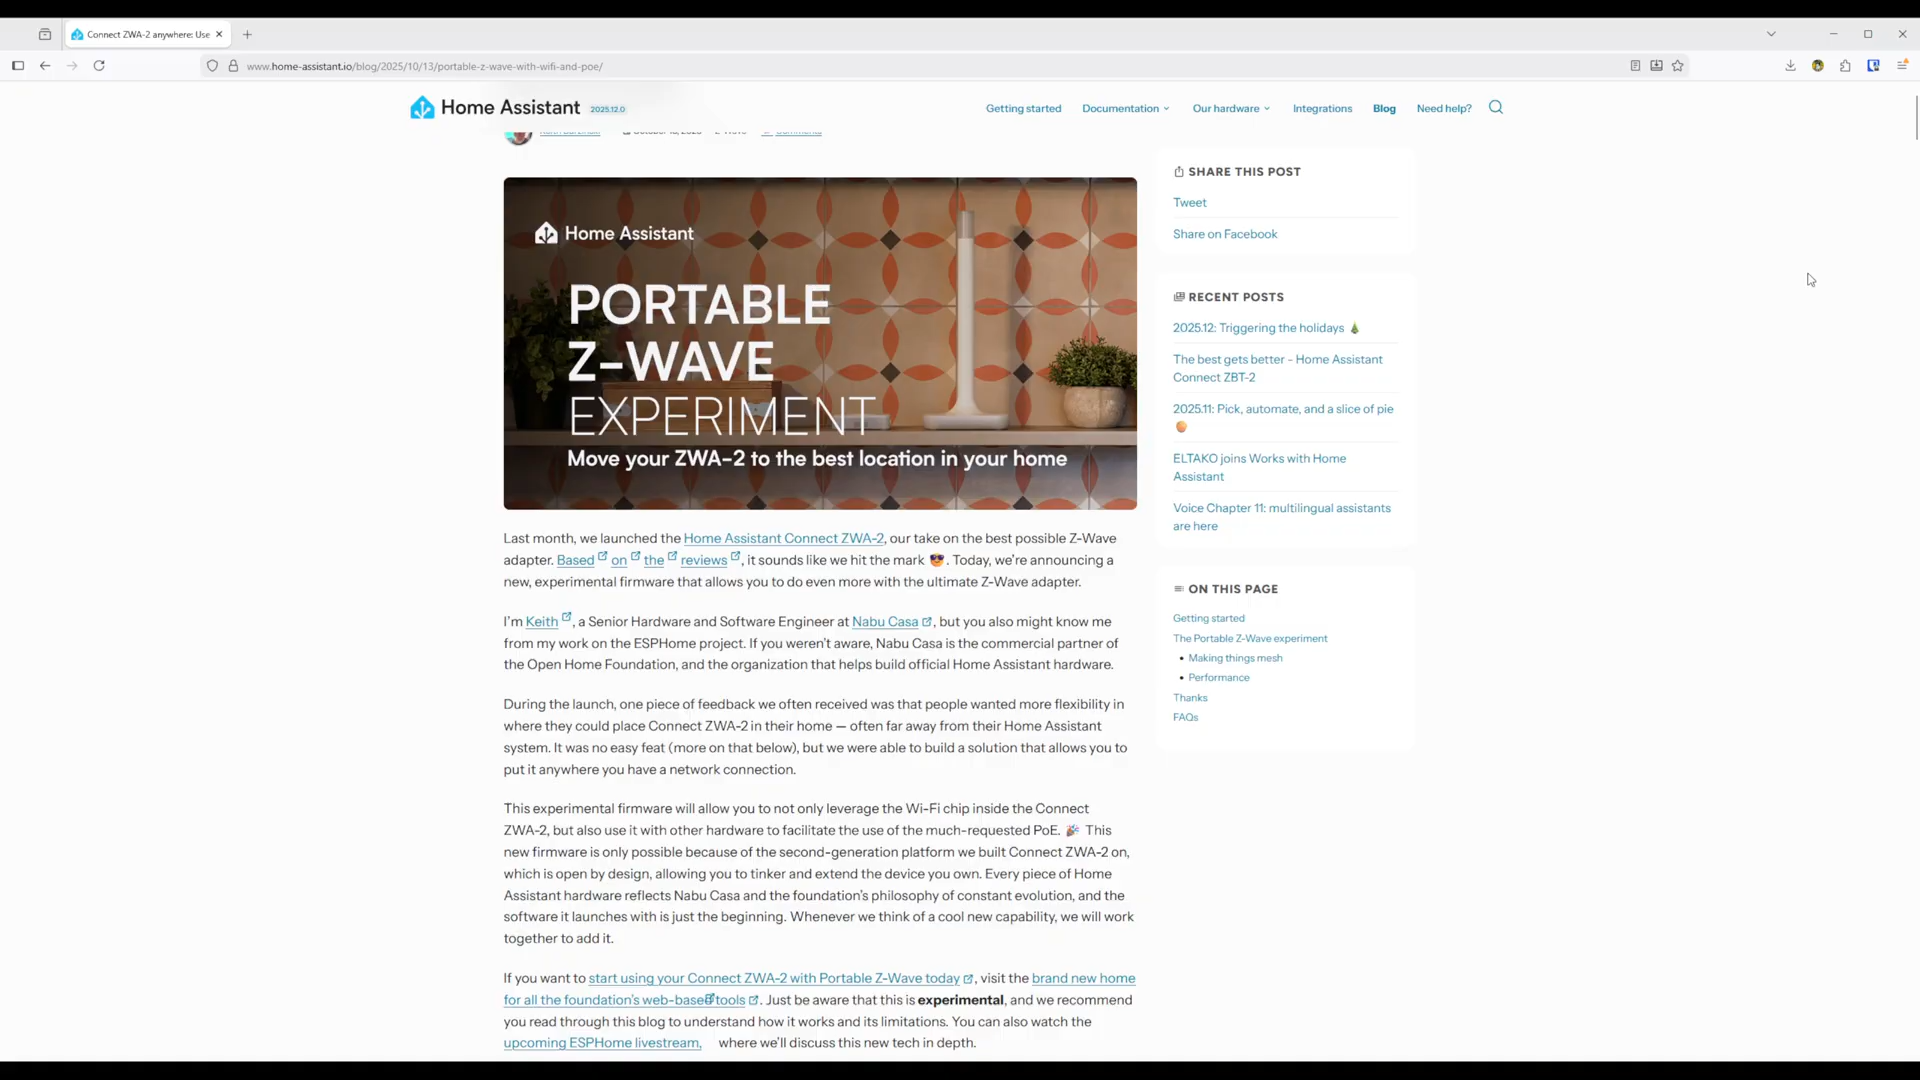 Connect ZWA-2 anywhere: Use
www.home-assistant.io/blog/2025/10/13/portable-z-wave-with-wifi-and-poe/
Home Assistant 2025.12.0
Getting started Documentation Our hardware Integrations Blog Need help?
Home Assistant
PORTABLE
Z-WAVE
EXPERIMENT
Move your ZWA-2 to the best location in your home
Last month, we launched the Home Assistant Connect ZWA-2, our take on the best possible Z-Wave
adapter. Based on the reviews, it sounds like we hit the mark 😎. Today, we're announcing a
new, experimental firmware that allows you to do even more with the ultimate Z-Wave adapter.
I'm Keith, a Senior Hardware and Software Engineer at Nabu Casa, but you also might know me
from my work on the ESPHome project. If you weren't aware, Nabu Casa is the commercial partner of
the Open Home Foundation, and the organization that helps build official Home Assistant hardware.
During the launch, one piece of feedback we often received was that people wanted more flexibility in
where they could place Connect ZWA-2 in their home — often far away from their Home Assistant
system. It was no easy feat (more on that below), but we were able to build a solution that allows you to
put it anywhere you have a network connection.
This experimental firmware will allow you to not only leverage the Wi-Fi chip inside the Connect
ZWA-2, but also use it with other hardware to facilitate the use of the much-requested PoE. 🎉 This
new firmware is only possible because of the second-generation platform we built Connect ZWA-2 on,
which is open by design, allowing you to tinker and extend the device you own. Every piece of Home
Assistant hardware reflects Nabu Casa and the foundation's philosophy of constant evolution, and the
software it launches with is just the beginning. Whenever we think of a cool new capability, we will work
together to add it.
If you want to start using your Connect ZWA-2 with Portable Z-Wave today, visit the brand new home
for all the foundation's web-based tools. Just be aware that this is experimental, and we recommend
you read through this blog to understand how it works and its limitations. You can also watch the
upcoming ESPHome livestream, where we'll discuss this new tech in depth.
SHARE THIS POST
Tweet
Share on Facebook
RECENT POSTS
2025.12: Triggering the holidays 🎄
The best gets better - Home Assistant
Connect ZBT-2
2025.11: Pick, automate, and a slice of pie
🥧
ELTAKO joins Works with Home
Assistant
Voice Chapter 11: multilingual assistants
are here
ON THIS PAGE
Getting started
The Portable Z-Wave experiment
• Making things mesh
• Performance
Thanks
FAQs